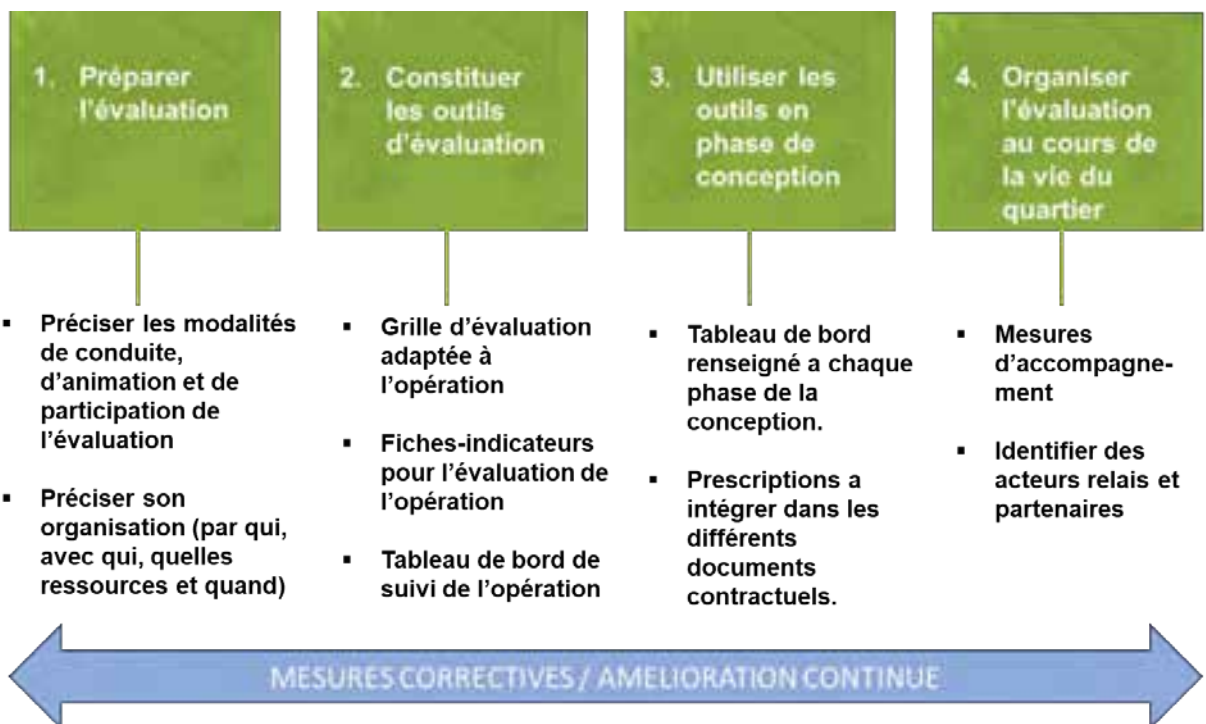 1. Préparer
l'évaluation
2. Constituer
les outils
d'évaluation
3. Utiliser les
outils en
phase de
conception
4. Organiser
l'évaluation
au cours de
la vie du
quartier
▪ Préciser les modalités
de conduite,
d'animation et de
participation de
l'évaluation
▪ Préciser son
organisation (par qui,
avec qui, quelles
ressources et quand)
▪ Grille d'évaluation
adaptée à
l'opération
▪ Fiches-indicateurs
pour l'évaluation de
l'opération
▪ Tableau de bord de
suivi de l'opération
▪ Tableau de bord
renseigné a chaque
phase de la
conception.
▪ Prescriptions a
intégrer dans les
différents
documents
contractuels.
▪ Mesures
d'accompagne-
ment
▪ Identifier des
acteurs relais et
partenaires
MESURES CORRECTIVES / AMELIORATION CONTINUE